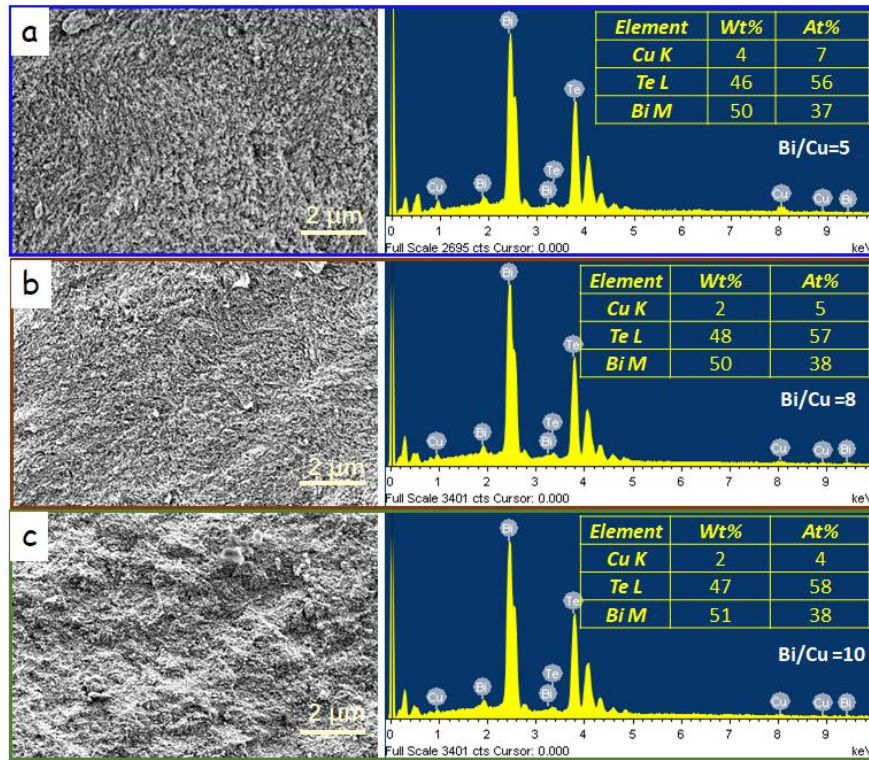 a
2 µm
Bi
Te
Cu
Bi
Te
Bi
Cu
Cu
Bi
Element Wt% At%
Cu K 4 7
Te L 46 56
Bi M 50 37
Bi/Cu=5
0 1 2 3 4 5 6 7 8 9
Full Scale 2695 cts Cursor: 0.000
keV
b
2 µm
Bi
Te
Cu
Bi
Te
Bi
Cu
Cu
Bi
Element Wt% At%
Cu K 2 5
Te L 48 57
Bi M 50 38
Bi/Cu =8
0 1 2 3 4 5 6 7 8 9
Full Scale 3401 cts Cursor: 0.000
keV
c
2 µm
Bi
Te
Cu
Bi
Te
Bi
Cu
Cu
Bi
Element Wt% At%
Cu K 2 4
Te L 47 58
Bi M 51 38
Bi/Cu=10
0 1 2 3 4 5 6 7 8 9
Full Scale 3401 cts Cursor: 0.000
keV